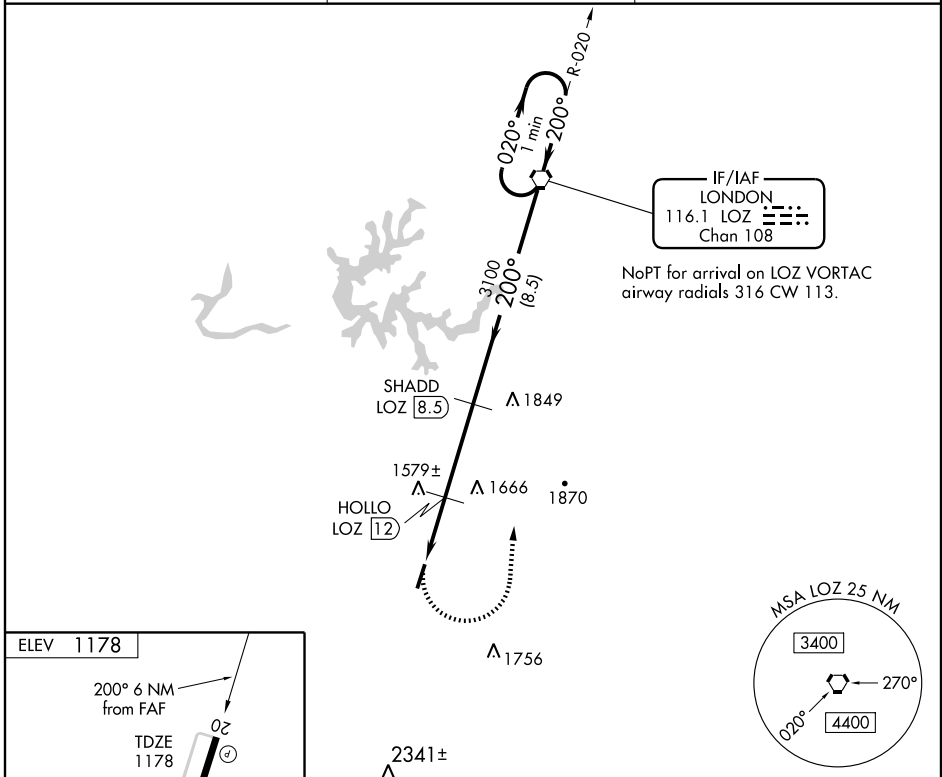 R-020
020°
1 min
200°
IF/IAF
LONDON
116.1 LOZ
Chan 108
NoPT for arrival on LOZ VORTAC
airway radials 316 CW 113.
3100
200°
(8.5)
SHADD
LOZ 8.5
1849
1579±
1666
1870
HOLLO
LOZ 12
1756
MSA LOZ 25 NM
3400
270°
020°
4400
ELEV 1178
200° 6 NM
from FAF
20
TDZE
1178
P
2341±